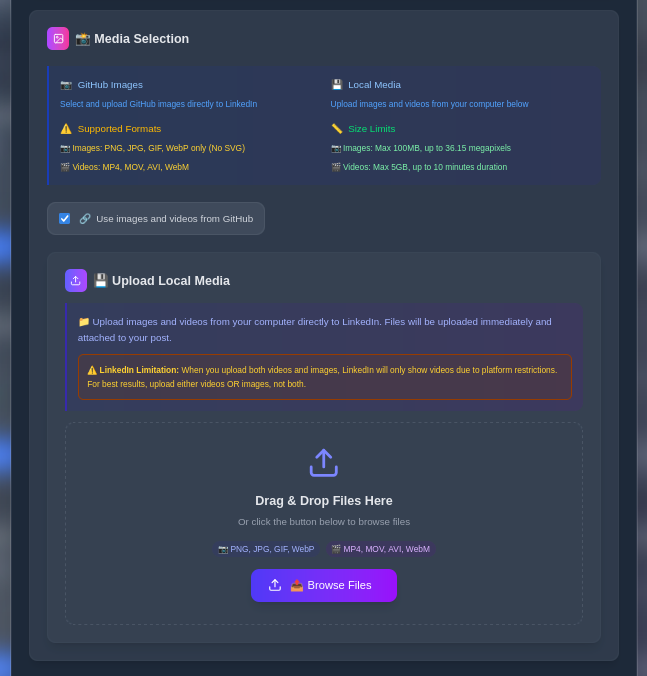 📸 Media Selection
📷 GitHub Images
Select and upload GitHub images directly to LinkedIn
💾 Local Media
Upload images and videos from your computer below
⚠️ Supported Formats
📷 Images: PNG, JPG, GIF, WebP only (No SVG)
🎬 Videos: MP4, MOV, AVI, WebM
📏 Size Limits
📷 Images: Max 100MB, up to 36.15 megapixels
🎬 Videos: Max 5GB, up to 10 minutes duration
🔗 Use images and videos from GitHub
💾 Upload Local Media
📁 Upload images and videos from your computer directly to LinkedIn. Files will be uploaded immediately and
attached to your post.
⚠️ LinkedIn Limitation: When you upload both videos and images, LinkedIn will only show videos due to platform restrictions.
For best results, upload either videos OR images, not both.
Drag & Drop Files Here
Or click the button below to browse files
📷 PNG, JPG, GIF, WebP
🎬 MP4, MOV, AVI, WebM
📤 Browse Files